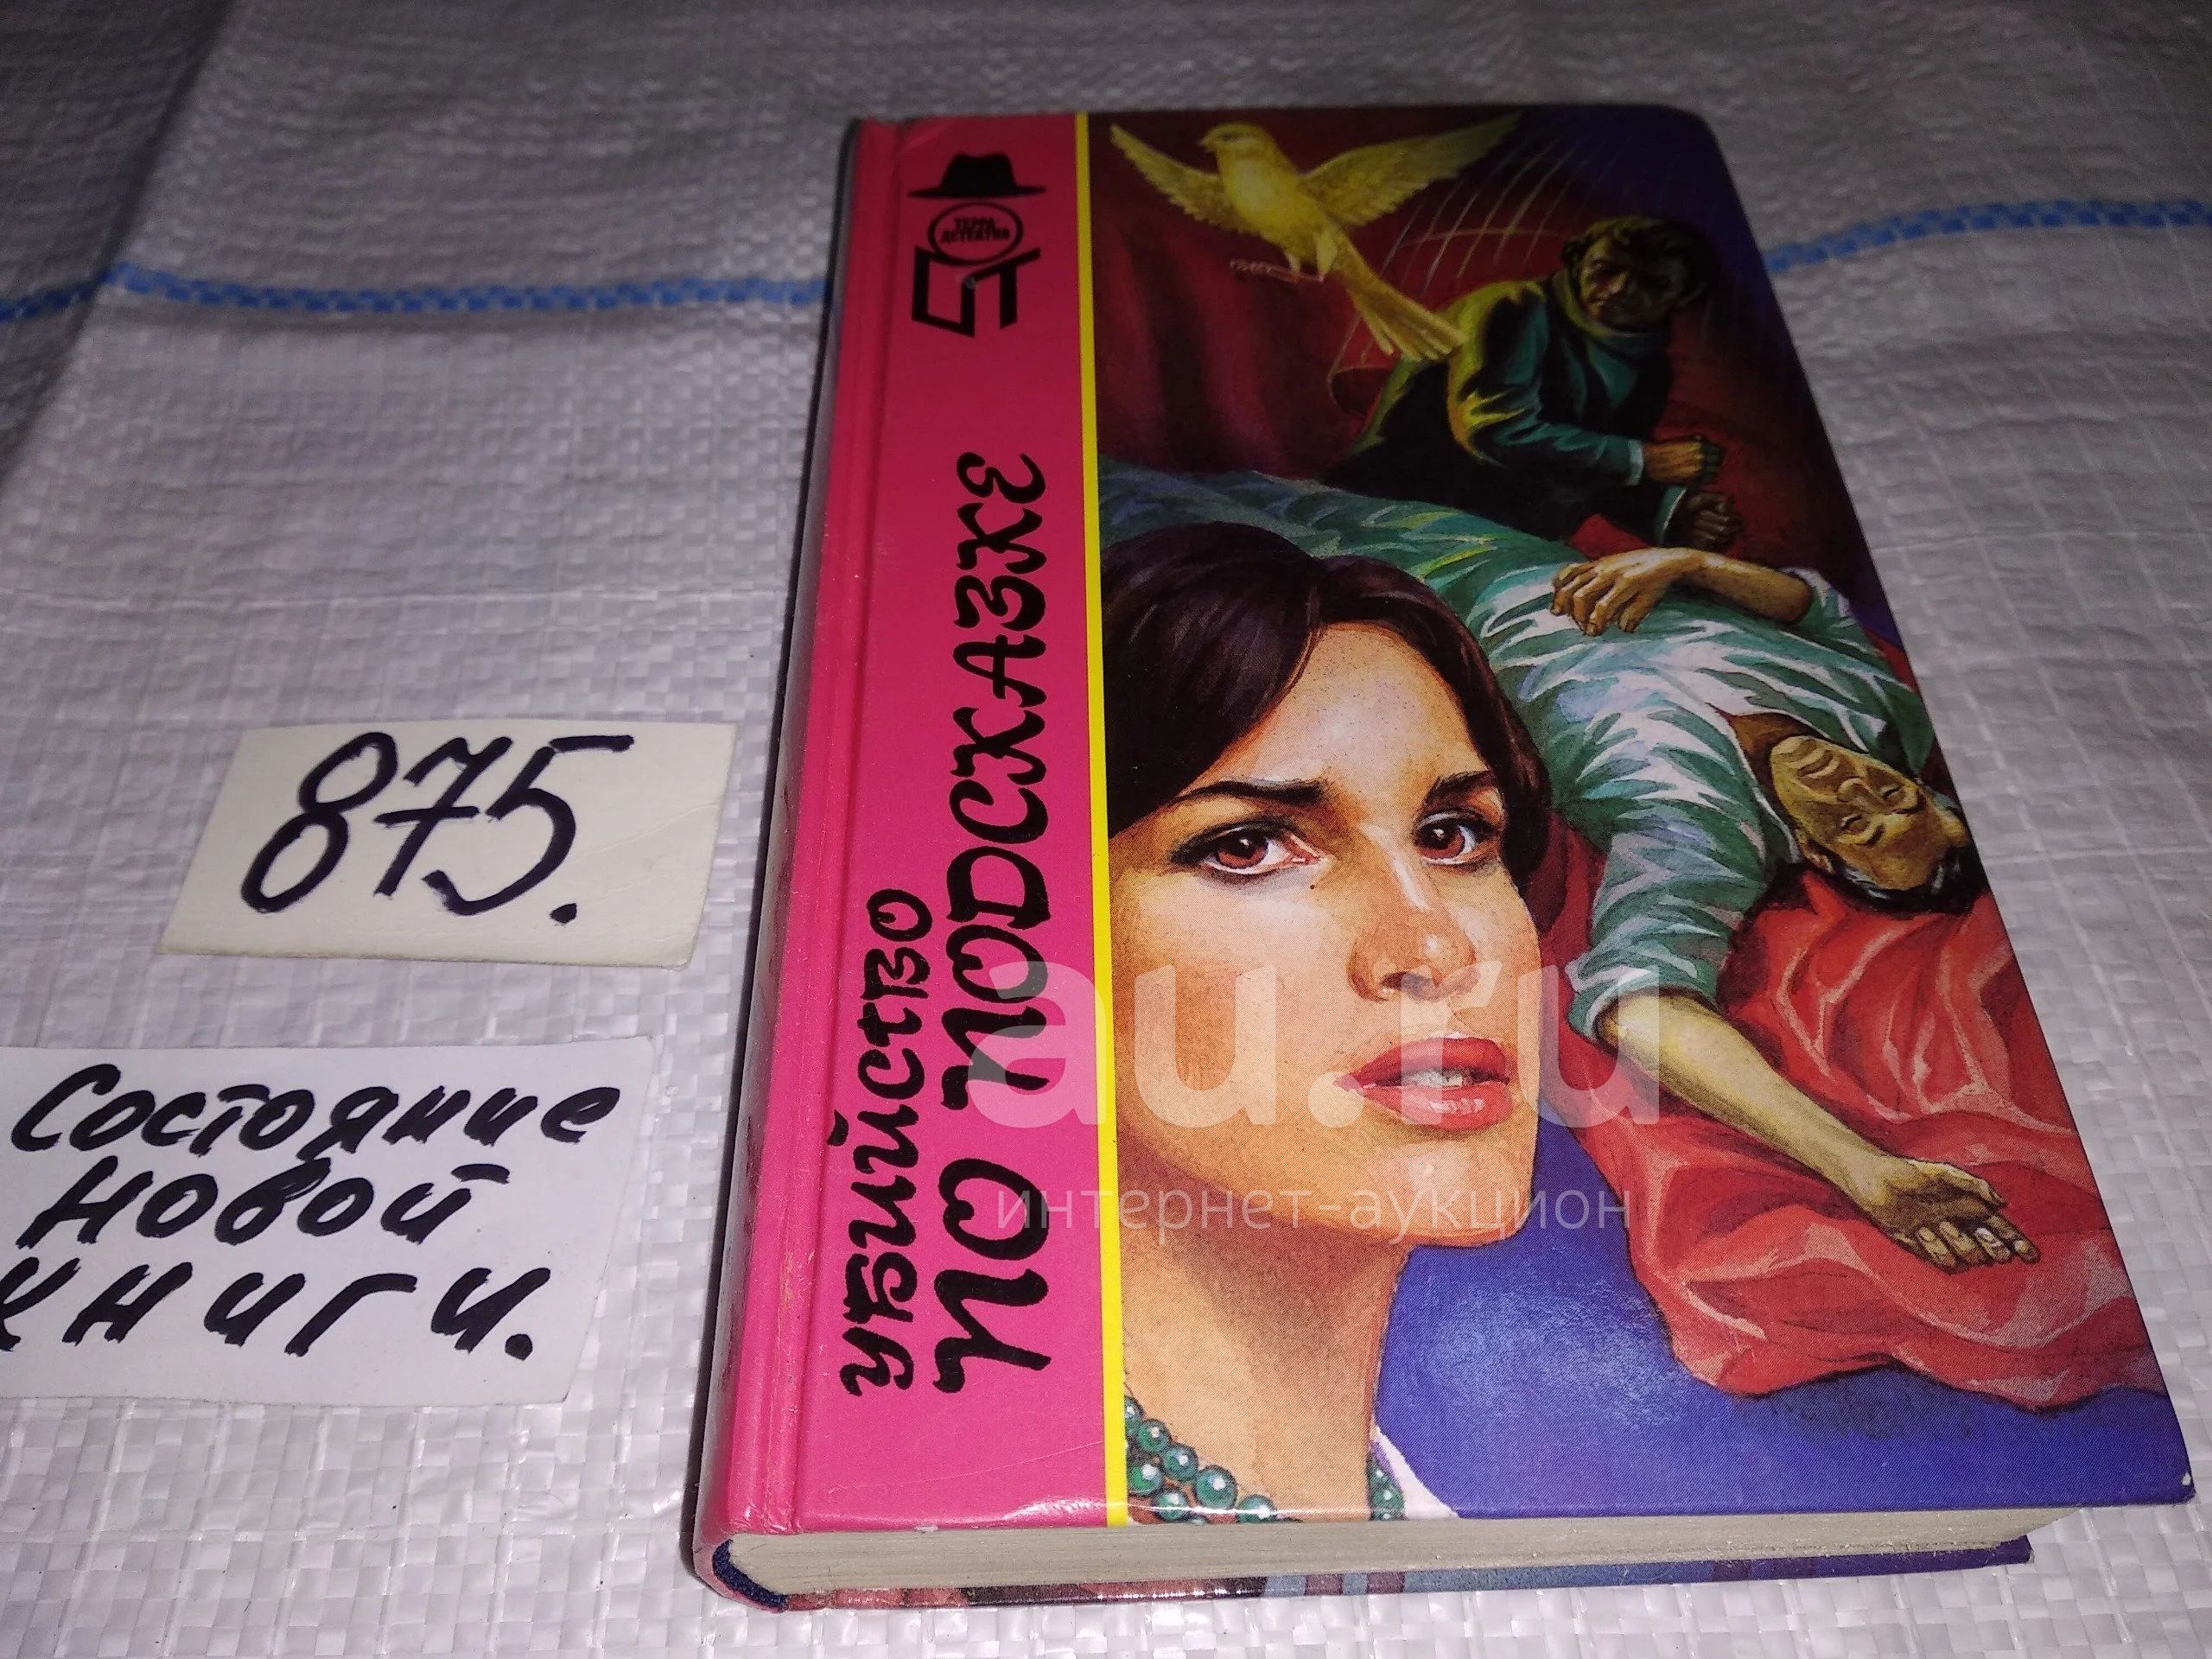 875.
Состояние
новой
книги.
ТЕРРА
ДЕТЕКТИВ
УБИЙСТВО
ПО ПОДСКАЗКЕ
au.ru
интернет-аукцион